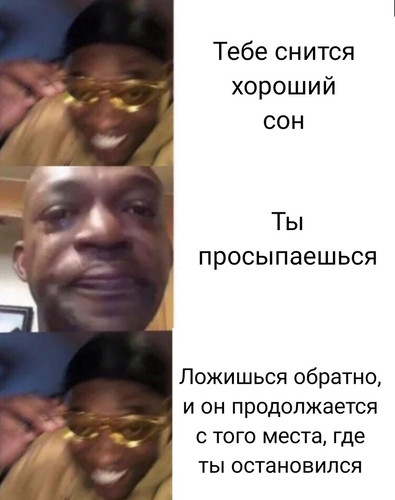 Тебе снится
хороший
сон
Ты
просыпаешься
Ложишься обратно,
и он продолжается
с того места, где
ты остановился